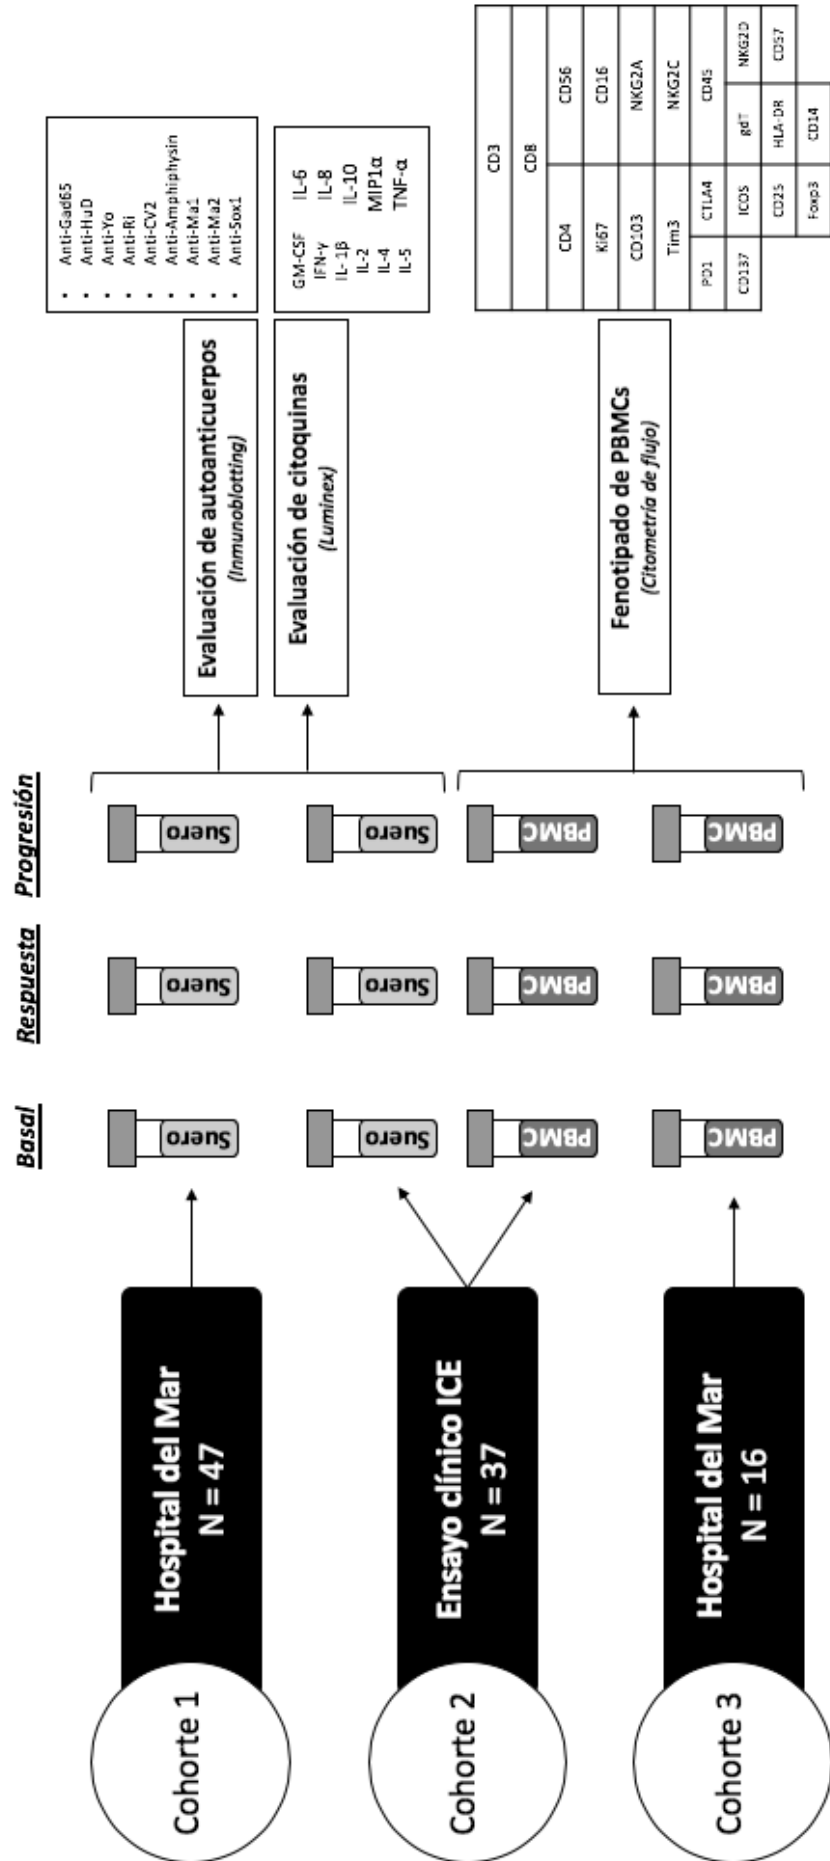 Basal
Respuesta
Progresión
Cohorte 1
Hospital del Mar
N = 47
Suero
Suero
Suero
Cohorte 2
Ensayo clínico ICE
N = 37
Suero
Suero
Suero
PBMC
PBMC
PBMC
Cohorte 3
Hospital del Mar
N = 16
PBMC
PBMC
PBMC
Evaluación de autoanticuerpos
(Inmunoblotting)
• Anti-Gad65
• Anti-HuD
• Anti-Yo
• Anti-Ri
• Anti-CV2
• Anti-Amphiphysin
• Anti-Ma1
• Anti-Ma2
• Anti-Sox1
Evaluación de citoquinas
(Luminex)
GM-CSF IL-6
IFN-γ IL-8
IL- 1β IL-10
IL-2 MIP1α
IL-4 TNF-α
IL-5
Fenotipado de PBMCs
(Citometría de flujo)
CD3
CD8
CD4 CD56
Ki67 CD16
CD103 NKG2A
Tim3 NKG2C
PD1 CTLA4 CD45
CD137 ICOS gdT NKG2D
CD25 HLA-DR CD57
Foxp3 CD14